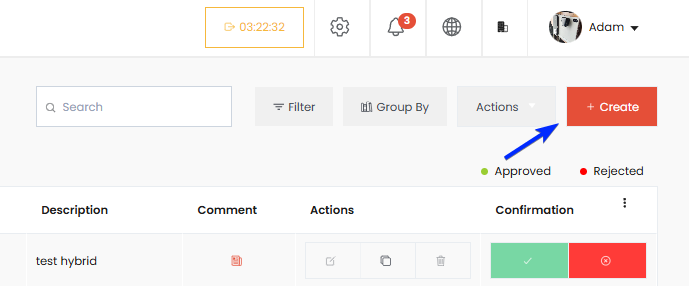 03:22:32
3
Adam
Search
Filter
Group By
Actions
+ Create
Approved
Rejected
Description
Comment
Actions
Confirmation
test hybrid